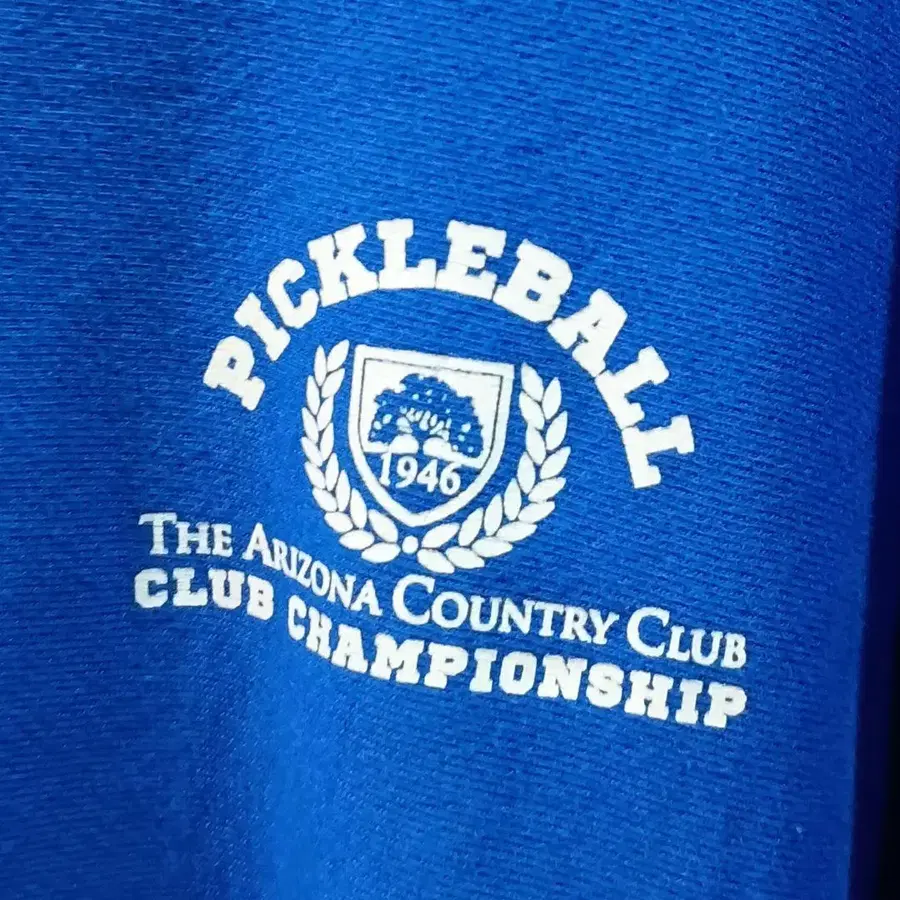 PICKLEBALL
1946
THE ARIZONA COUNTRY CLUB
CLUB CHAMPIONSHIP